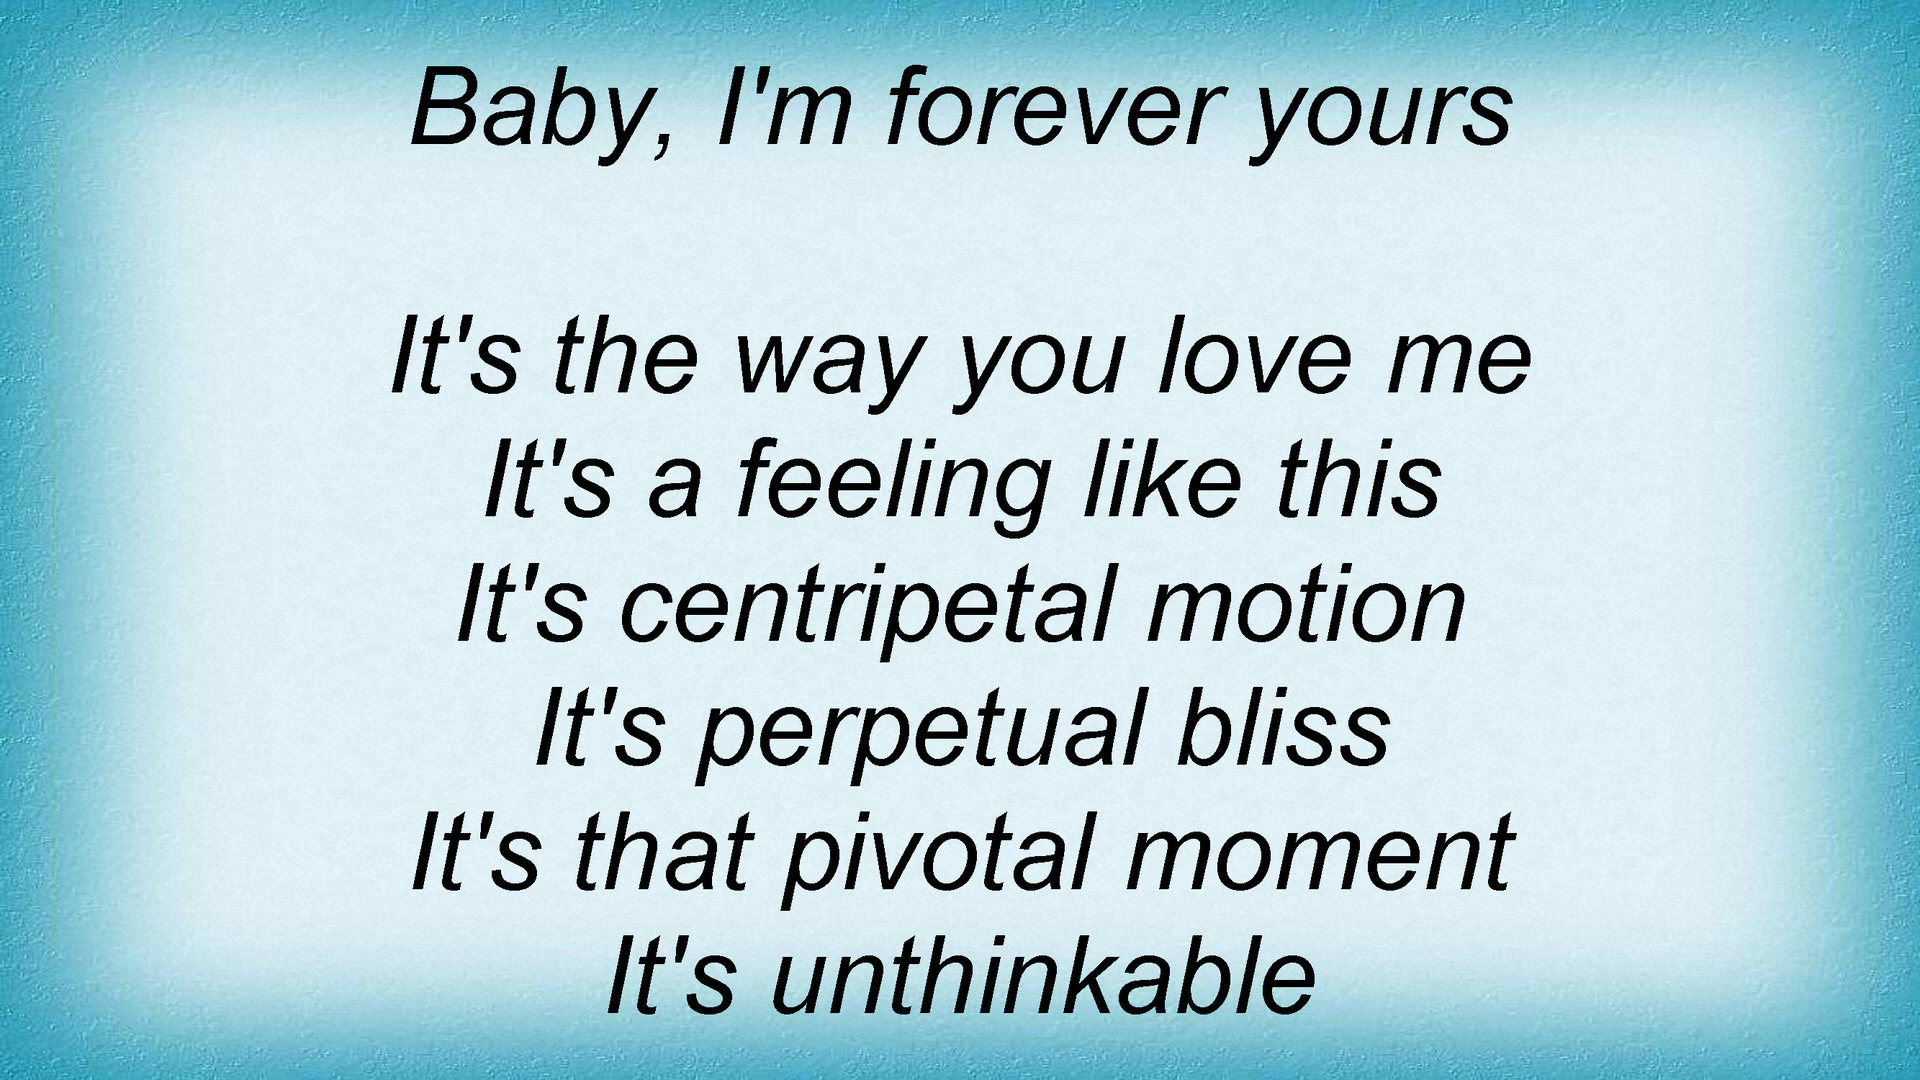 Baby, I'm forever yours
It's the way you love me
It's a feeling like this
It's centripetal motion
It's perpetual bliss
It's that pivotal moment
It's unthinkable